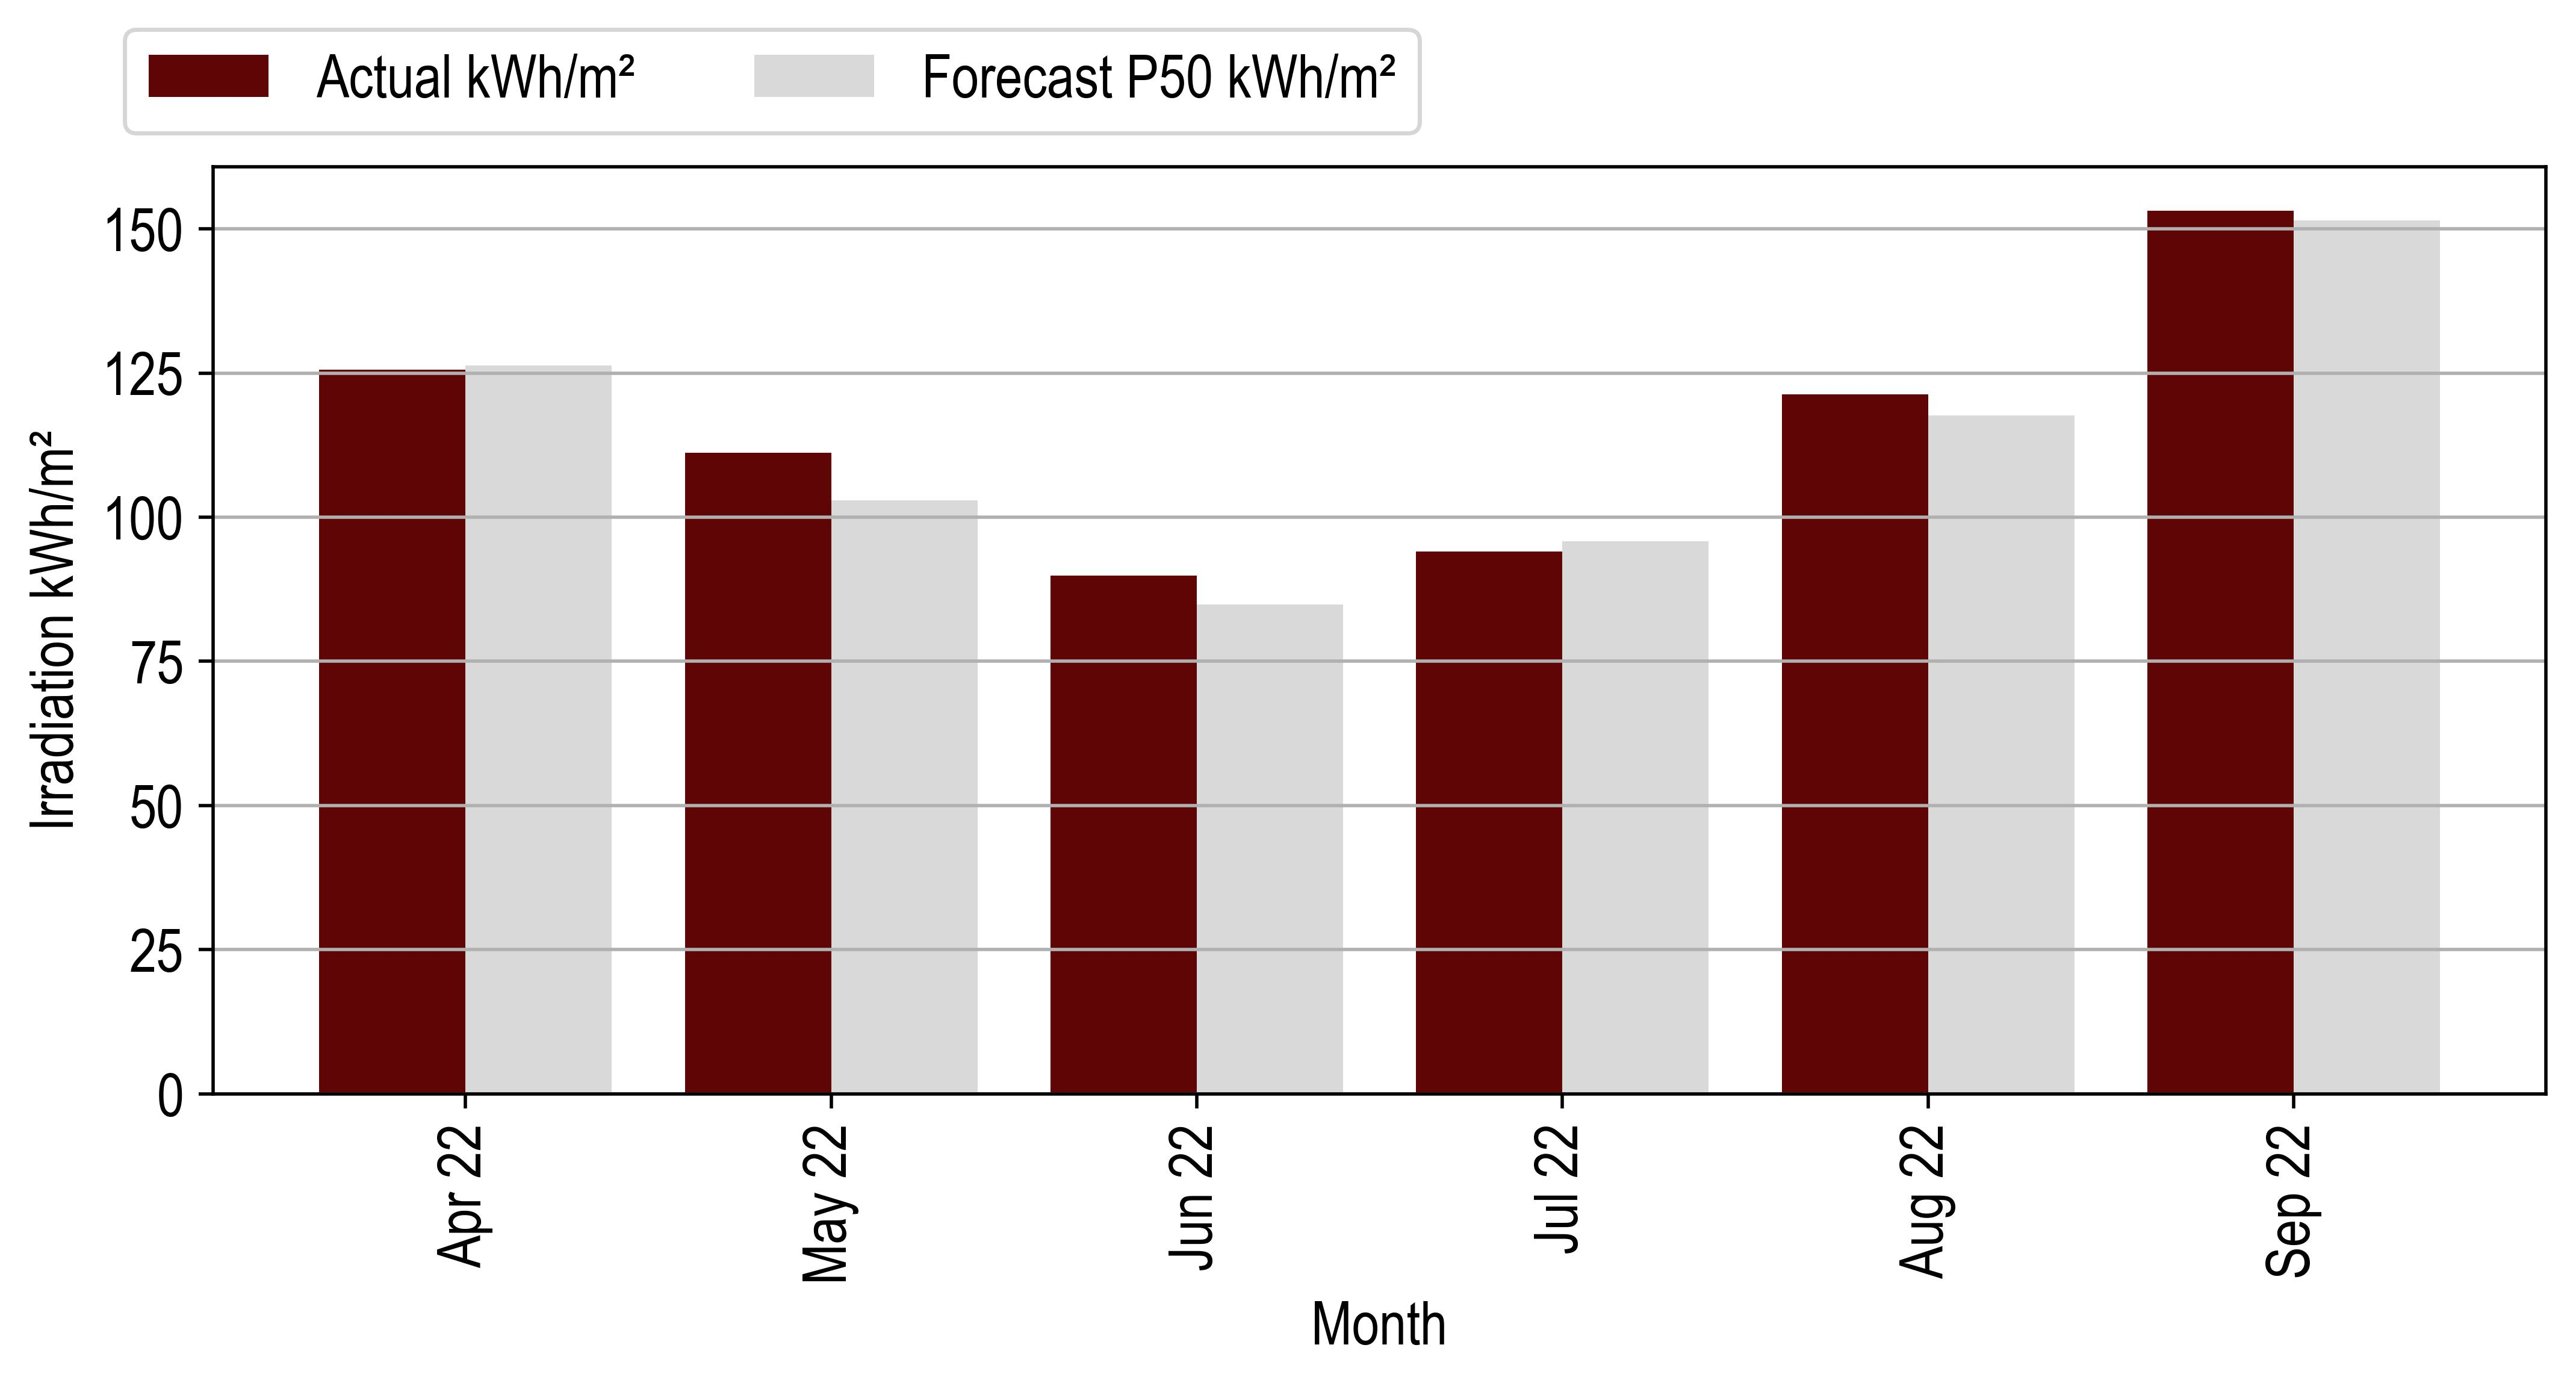 Actual kWh/m²
Forecast P50 kWh/m²
150
125
100
75
50
25
0
Irradiation kWh/m²
Apr 22
May 22
Jun 22
Jul 22
Aug 22
Sep 22
Month